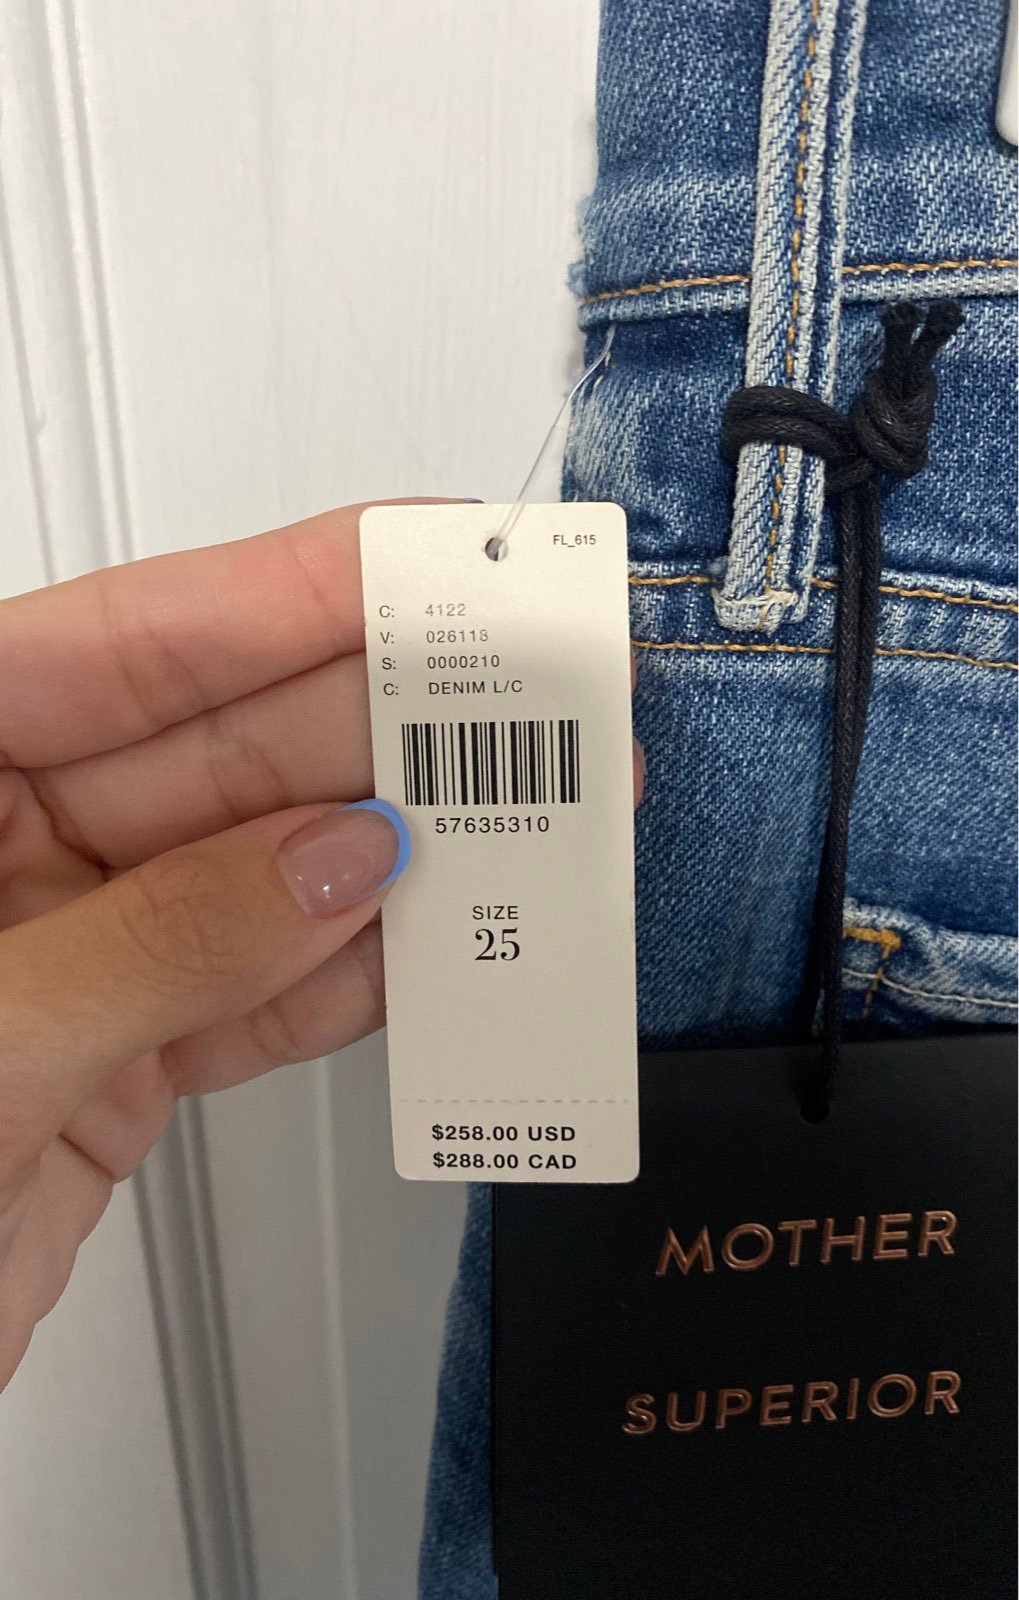 FL_615
C: 4122
V: 026118
S: 0000210
C: DENIM L/C
57635310
SIZE
25
$258.00 USD
$288.00 CAD
MOTHER
SUPERIOR